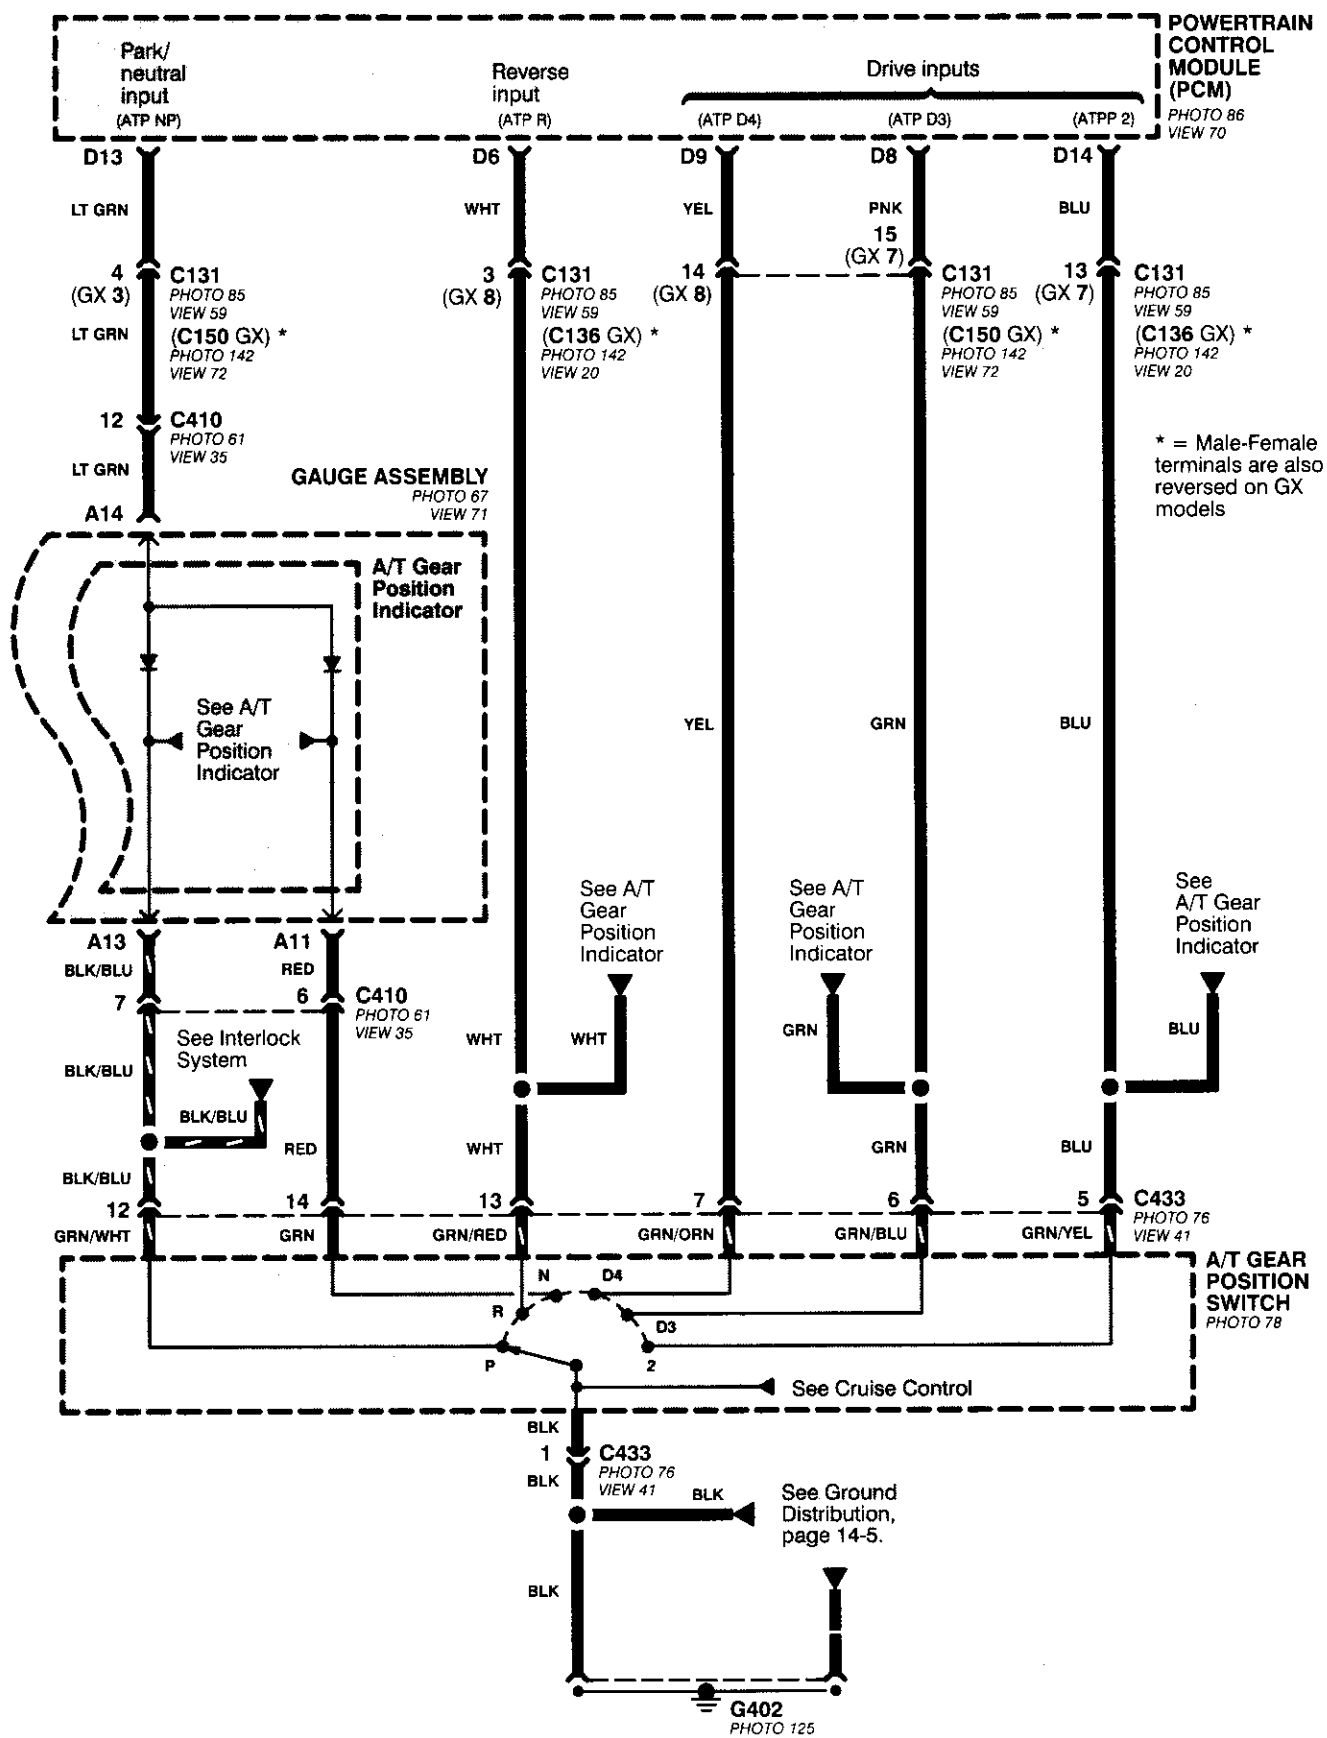 POWERTRAIN
CONTROL
MODULE
(PCM)
PHOTO 86
VIEW 70
Park/
neutral
input
(ATP NP)
Reverse
input
(ATP R)
Drive inputs
(ATP D4)
(ATP D3)
(ATPP 2)
D13
D6
D9
D8
D14
LT GRN
WHT
YEL
PNK
BLU
4
(GX 3)
C131
PHOTO 85
VIEW 59
(C150 GX) *
PHOTO 142
VIEW 72
3
(GX 8)
C131
PHOTO 85
VIEW 59
(C136 GX) *
PHOTO 142
VIEW 20
14
(GX 8)
15
(GX 7)
C131
PHOTO 85
VIEW 59
(C150 GX) *
PHOTO 142
VIEW 72
13
(GX 7)
C131
PHOTO 85
VIEW 59
(C136 GX) *
PHOTO 142
VIEW 20
LT GRN
12
C410
PHOTO 61
VIEW 35
LT GRN
A14
* = Male-Female
terminals are also
reversed on GX
models
GAUGE ASSEMBLY
PHOTO 67
VIEW 71
A/T Gear
Position
Indicator
See A/T
Gear
Position
Indicator
YEL
GRN
BLU
See A/T
Gear
Position
Indicator
See A/T
Gear
Position
Indicator
See
A/T Gear
Position
Indicator
A13
A11
BLK/BLU
RED
7
6
C410
PHOTO 61
VIEW 35
See Interlock
System
BLK/BLU
BLK/BLU
WHT
WHT
GRN
BLU
RED
WHT
GRN
BLU
BLK/BLU
12
14
13
7
6
5
C433
PHOTO 76
VIEW 41
GRN/WHT
GRN
GRN/RED
GRN/ORN
GRN/BLU
GRN/YEL
A/T GEAR
POSITION
SWITCH
PHOTO 78
N
D4
R
D3
P
2
See Cruise Control
BLK
1
C433
PHOTO 76
VIEW 41
BLK
BLK
See Ground
Distribution,
page 14-5.
BLK
G402
PHOTO 125